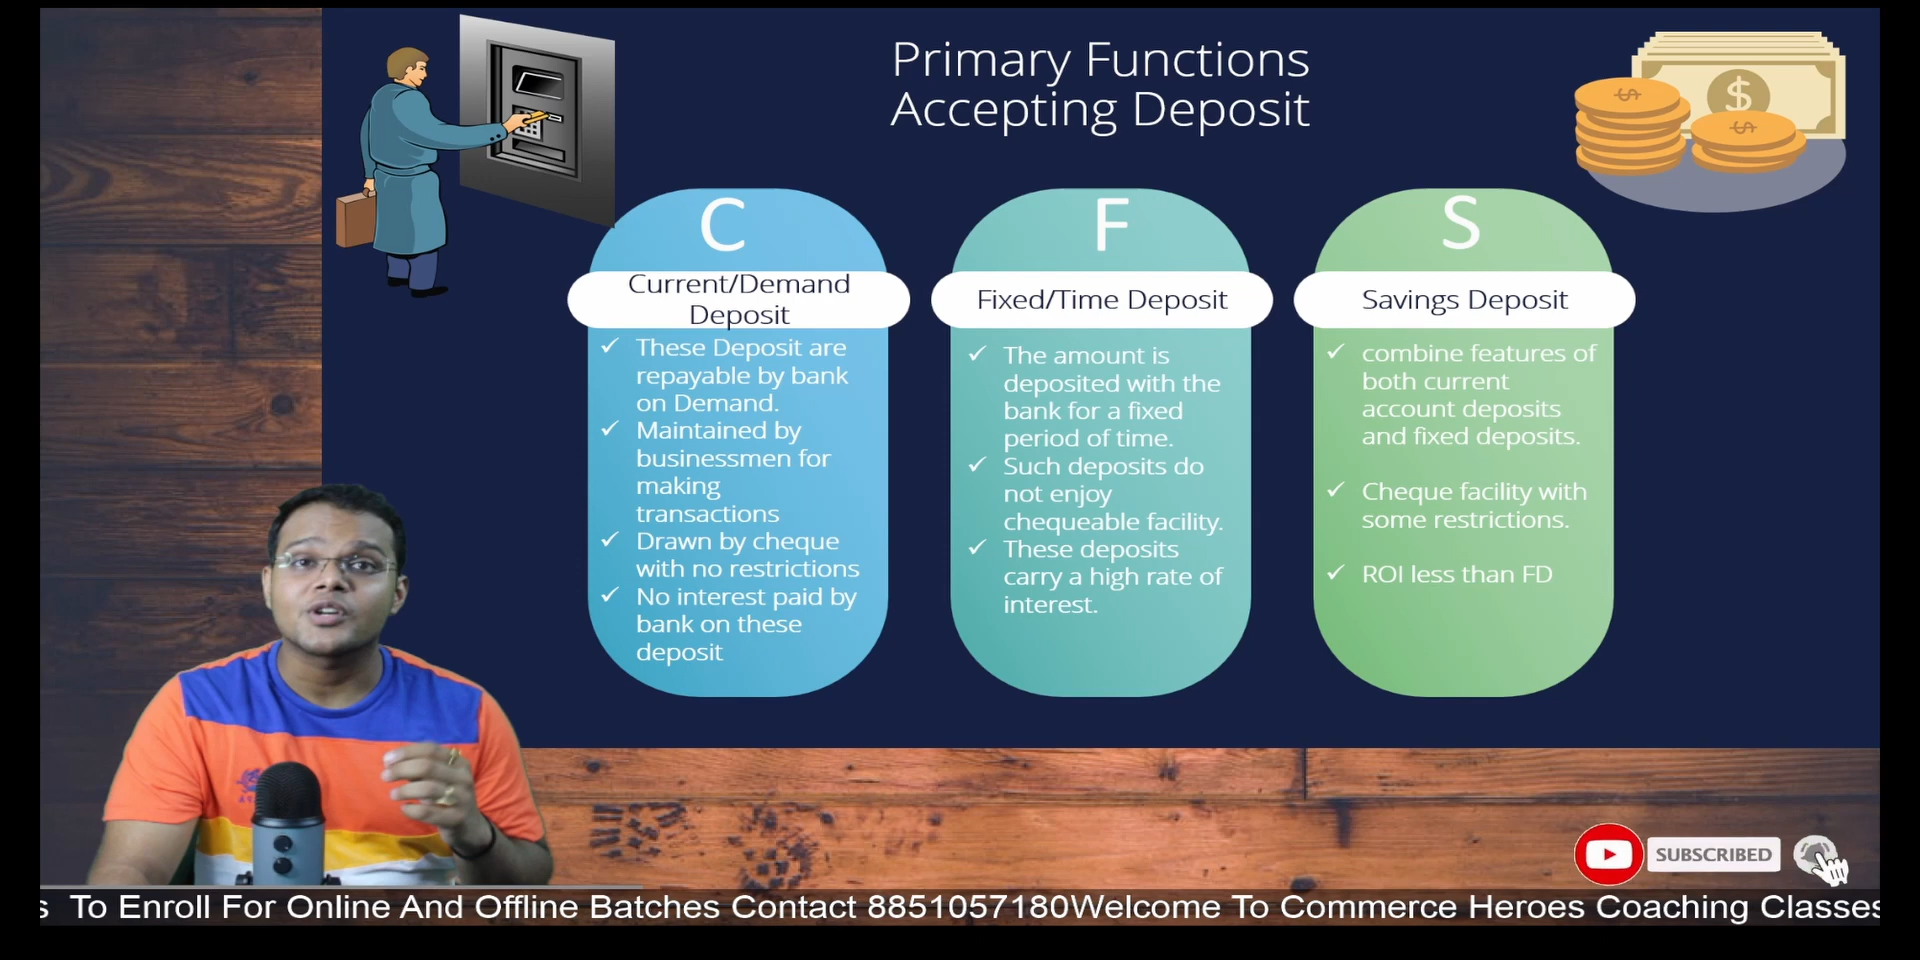 Primary Functions
Accepting Deposit
C
Current/Demand
Deposit
✓ These Deposit are
repayable by bank
on Demand.
✓ Maintained by
businessmen for
making
transactions
✓ Drawn by cheque
with no restrictions
✓ No interest paid by
bank on these
deposit
F
Fixed/Time Deposit
✓ The amount is
deposited with the
bank for a fixed
period of time.
✓ Such deposits do
not enjoy
chequeable facility.
✓ These deposits
carry a high rate of
interest.
S
Savings Deposit
✓ combine features of
both current
account deposits
and fixed deposits.
✓ Cheque facility with
some restrictions.
✓ ROI less than FD
SUBSCRIBED
s To Enroll For Online And Offline Batches Contact 8851057180Welcome To Commerce Heroes Coaching Classes